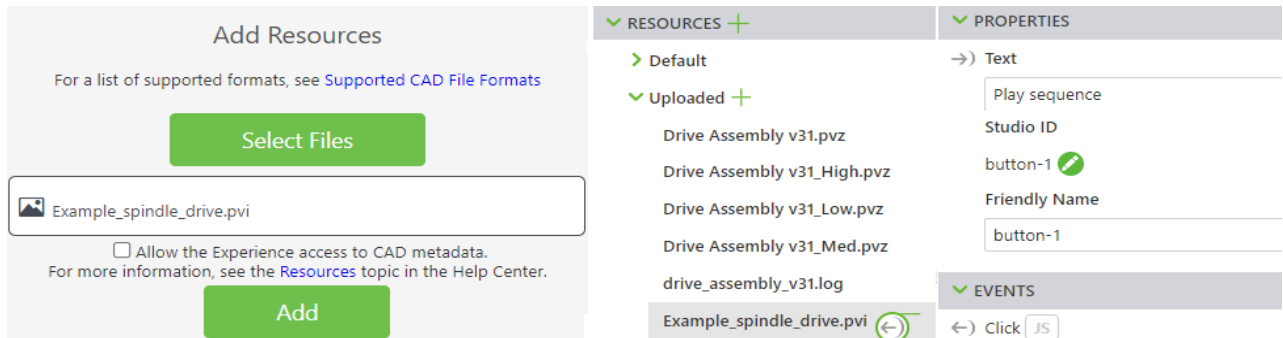 Add Resources
For a list of supported formats, see Supported CAD File Formats
Select Files
Example_spindle_drive.pvi
Allow the Experience access to CAD metadata.
For more information, see the Resources topic in the Help Center.
Add
RESOURCES
Default
Uploaded
Drive Assembly v31.pvz
Drive Assembly v31_High.pvz
Drive Assembly v31_Low.pvz
Drive Assembly v31_Med.pvz
drive_assembly_v31.log
Example_spindle_drive.pvi
PROPERTIES
Text
Play sequence
Studio ID
button-1
Friendly Name
button-1
EVENTS
Click JS